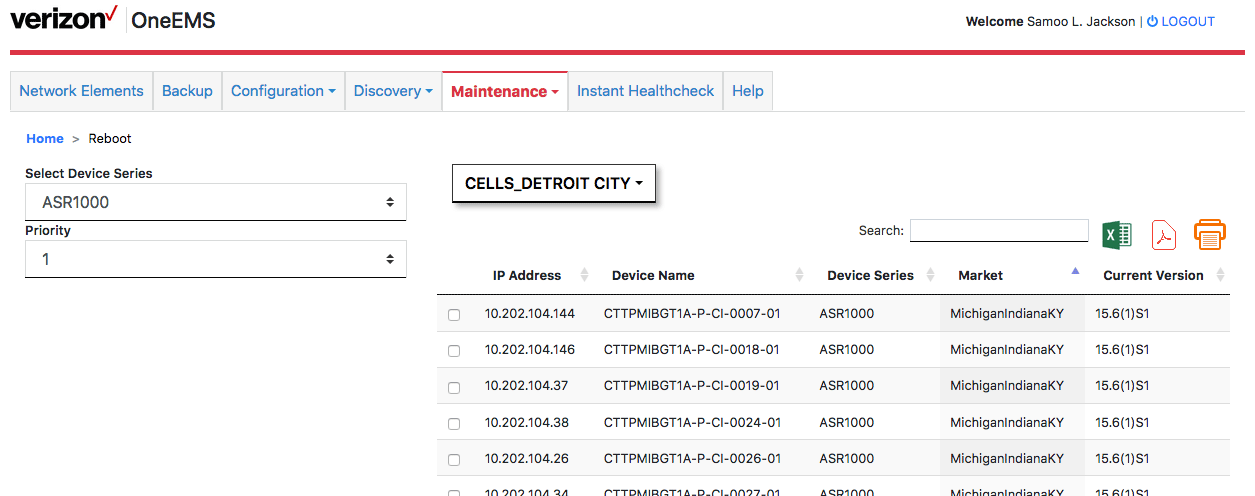 verizon✓ OneEMS
Welcome Samoo L. Jackson | LOGOUT
Network Elements Backup Configuration Discovery Maintenance Instant Healthcheck Help
Home > Reboot
Select Device Series
ASR1000
Priority
1
CELLS_DETROIT CITY
Search:
IP Address Device Name Device Series Market Current Version
10.202.104.144 CTTPMIBGT1A-P-CI-0007-01 ASR1000 MichiganIndianaKY 15.6(1)S1
10.202.104.146 CTTPMIBGT1A-P-CI-0018-01 ASR1000 MichiganIndianaKY 15.6(1)S1
10.202.104.37 CTTPMIBGT1A-P-CI-0019-01 ASR1000 MichiganIndianaKY 15.6(1)S1
10.202.104.38 CTTPMIBGT1A-P-CI-0024-01 ASR1000 MichiganIndianaKY 15.6(1)S1
10.202.104.26 CTTPMIBGT1A-P-CI-0026-01 ASR1000 MichiganIndianaKY 15.6(1)S1
10.202.104.34 CTTPMIBGT1A-P-CI-0027-01 ASR1000 MichiganIndianaKY 15.6(1)S1